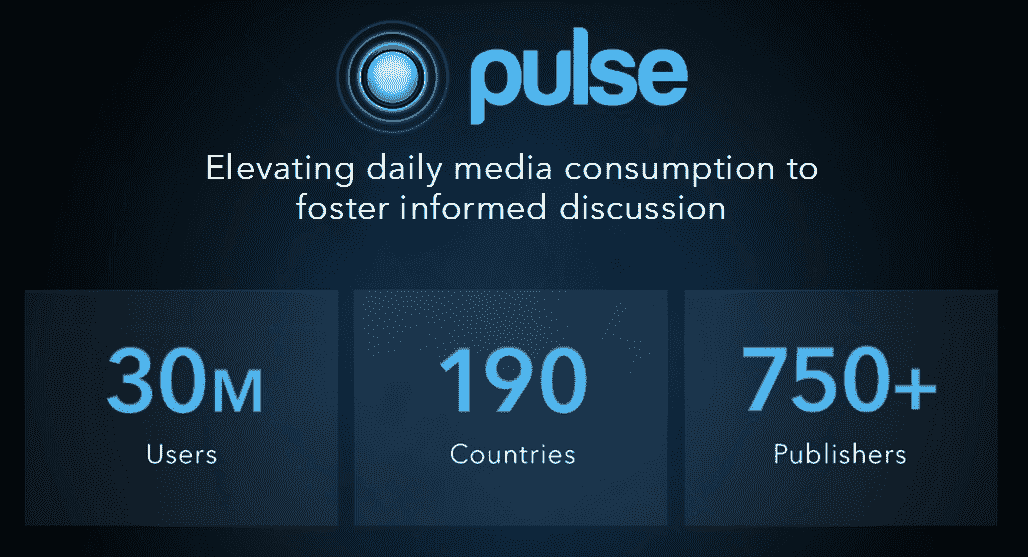 pulse
Elevating daily media consumption to
foster informed discussion
30M
Users
190
Countries
750+
Publishers